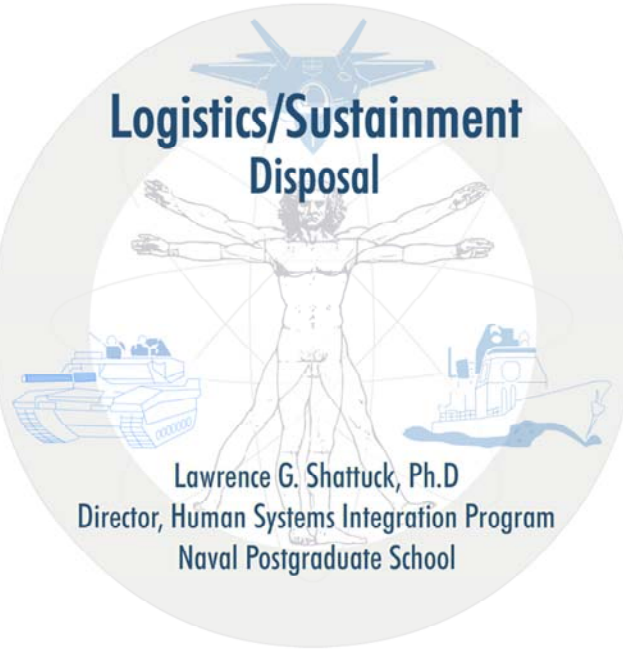 Logistics/Sustainment
Disposal
Lawrence G. Shattuck, Ph.D
Director, Human Systems Integration Program
Naval Postgraduate School